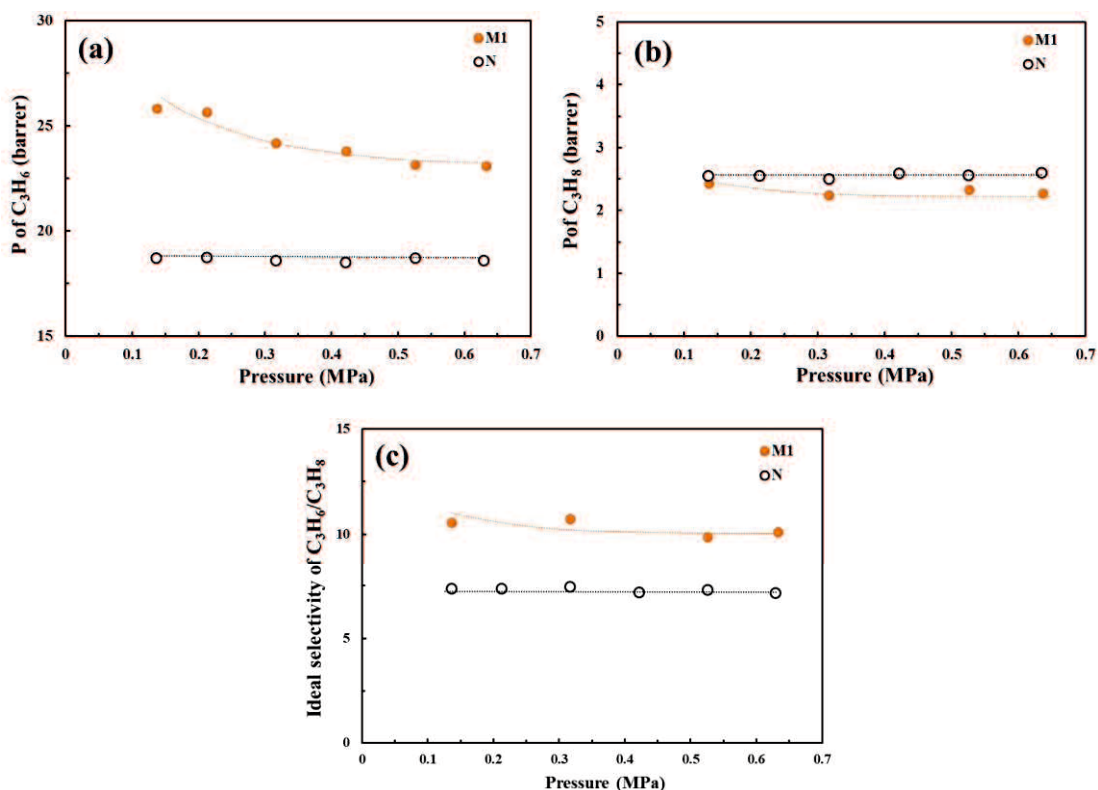 (a)
M1
N
P of C₃H₆ (barrer)
30
25
20
15
0 0.1 0.2 0.3 0.4 0.5 0.6 0.7
Pressure (MPa)
(b)
M1
N
Pof C₃H₈ (barrer)
5
4
3
2
1
0
0 0.1 0.2 0.3 0.4 0.5 0.6 0.7
Pressure (MPa)
(c)
M1
N
Ideal selectivity of C₃H₆/C₃H₈
15
10
5
0
0 0.1 0.2 0.3 0.4 0.5 0.6 0.7
Pressure (MPa)